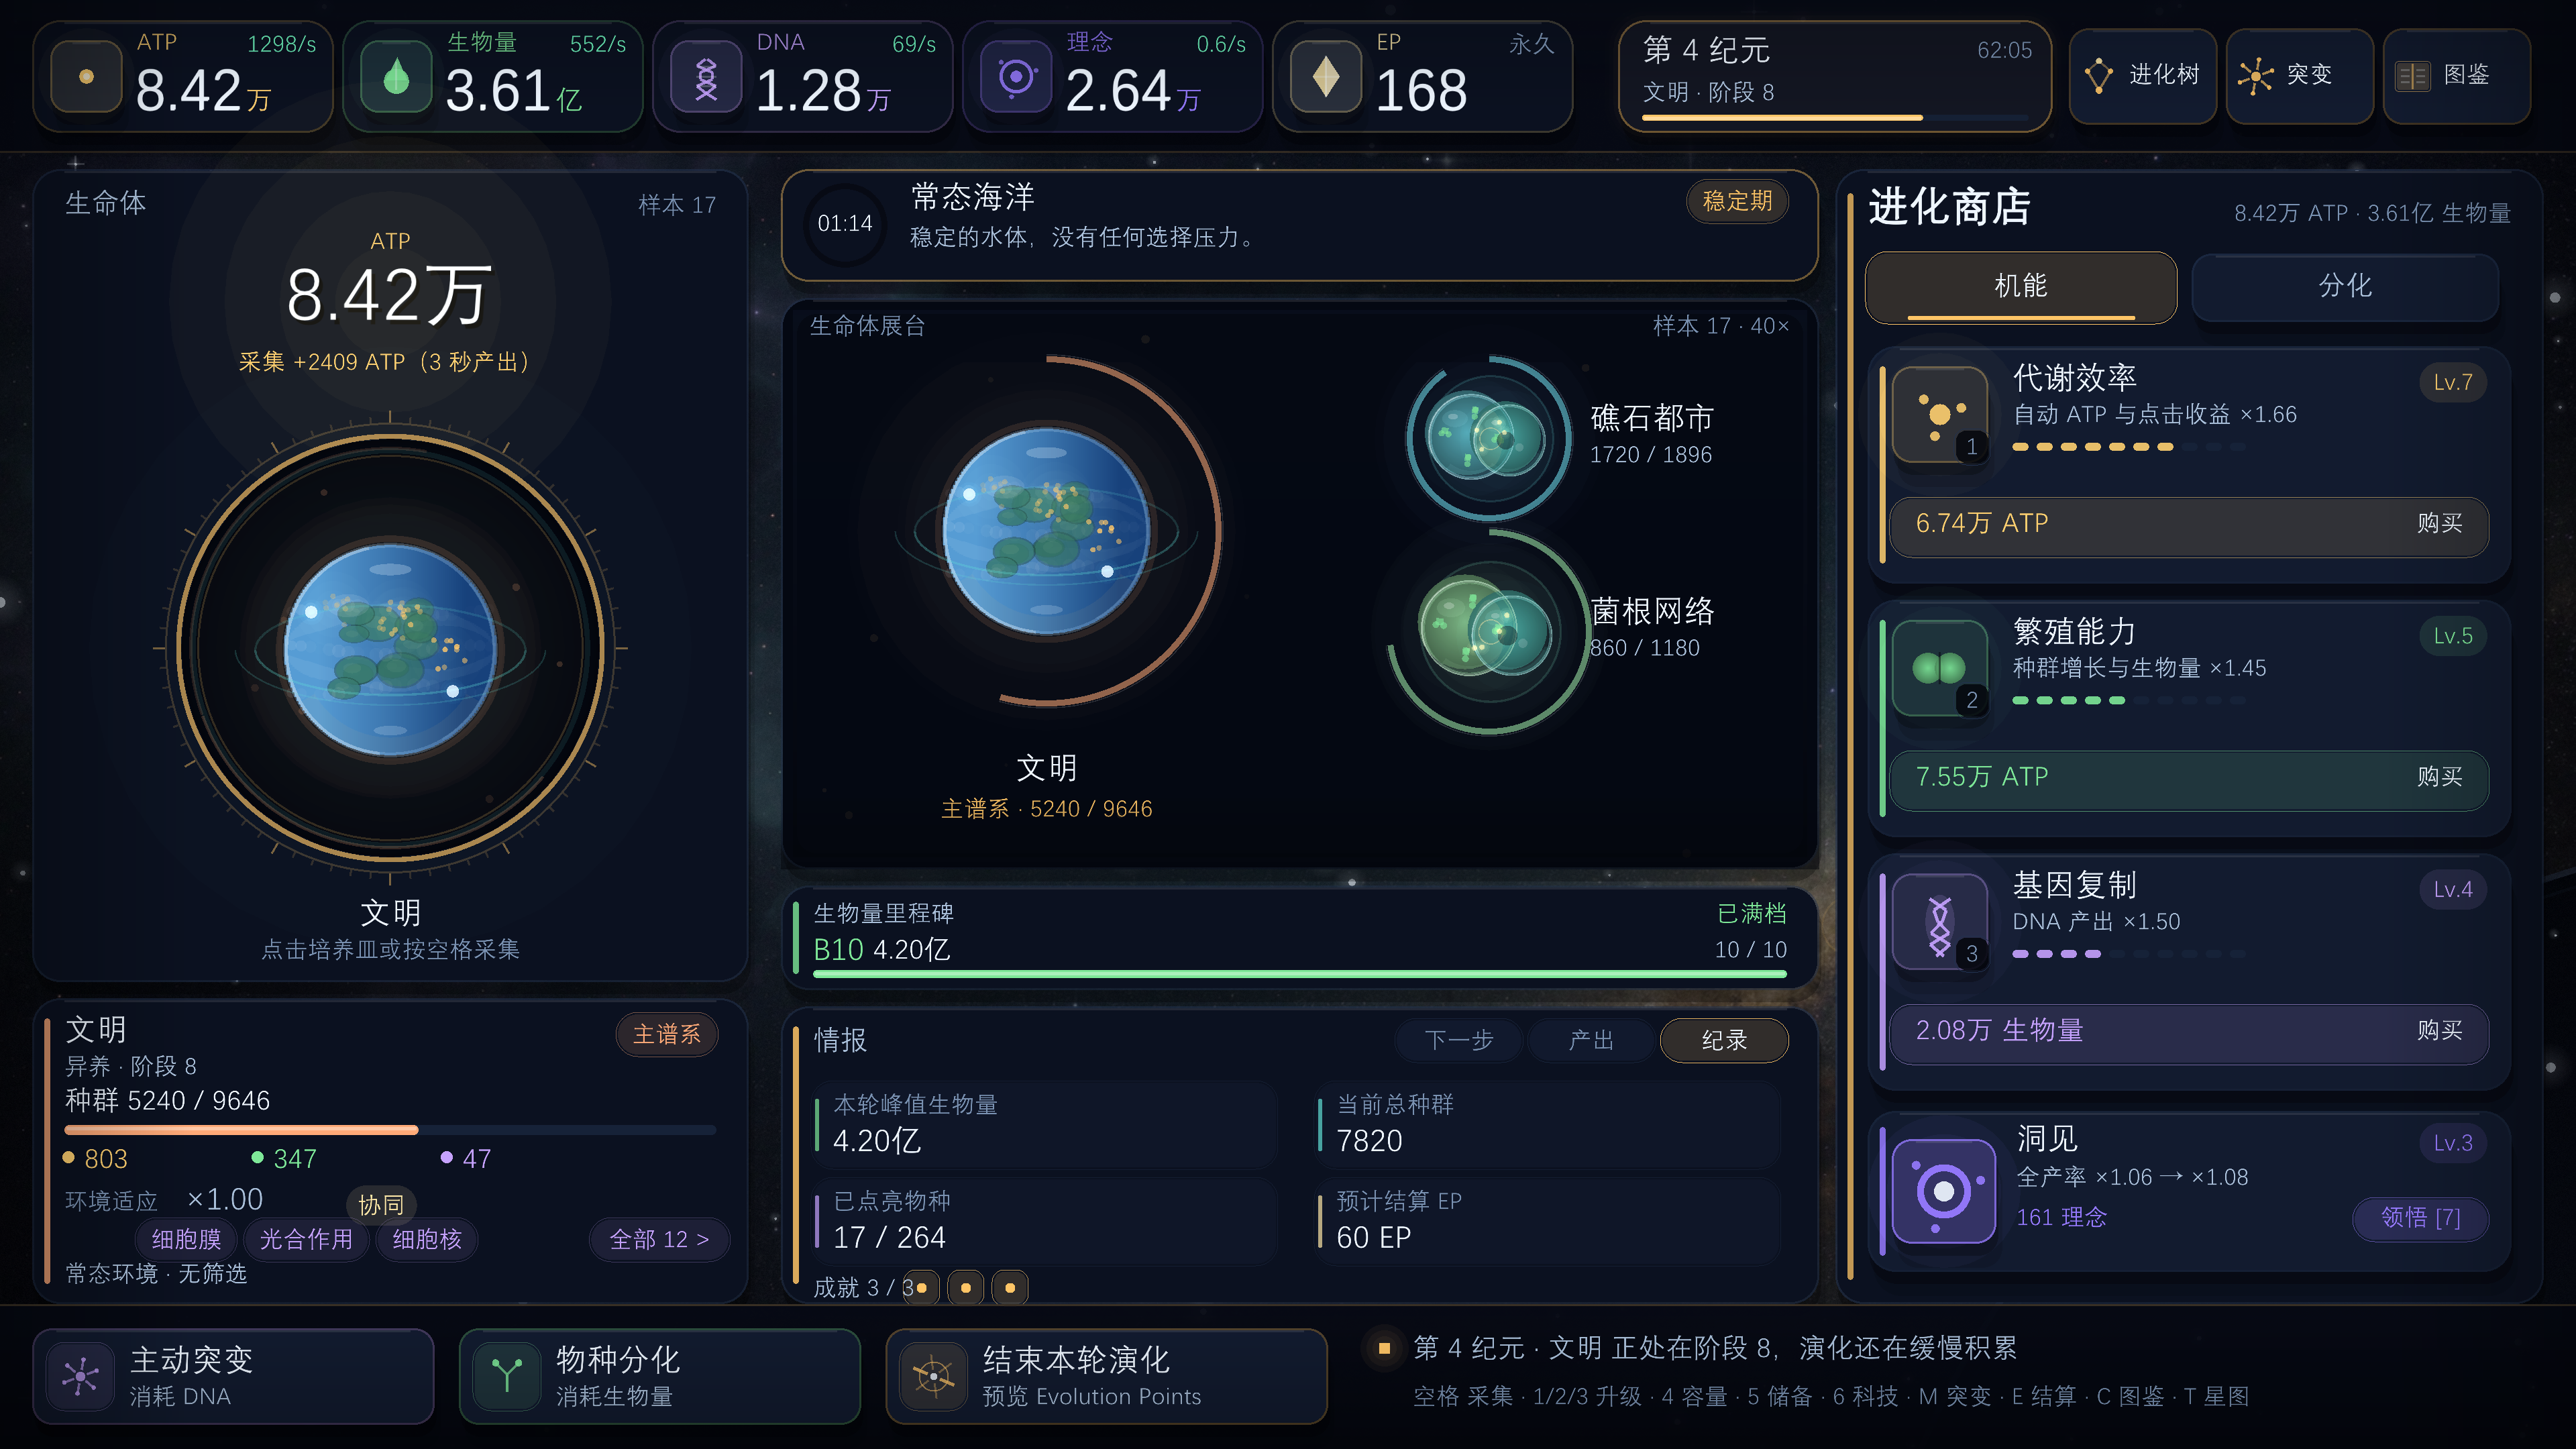 ATP 1298/s
8.42万
生物量 552/s
3.61亿
DNA 69/s
1.28万
理念 0.6/s
2.64万
EP 永久
168
第 4 纪元 62:05
文明 · 阶段 8
进化树
突变
图鉴
生命体 样本 17
ATP
8.42万
采集 +2409 ATP（3 秒产出）
文明
点击培养皿或按空格采集
文明 主谱系
异养 · 阶段 8
种群 5240 / 9646
803 347 47
环境适应 ×1.00 协同
细胞膜 光合作用 细胞核 全部 12 >
常态环境 · 无筛选
01:14
常态海洋 稳定期
稳定的水体，没有任何选择压力。
生命体展台 样本 17 · 40×
礁石都市
1720 / 1896
菌根网络
860 / 1180
文明
主谱系 · 5240 / 9646
生物量里程碑 已满档
B10 4.20亿 10 / 10
情报 下一步 产出 纪录
本轮峰值生物量
4.20亿
当前总种群
7820
已点亮物种
17 / 264
预计结算 EP
60 EP
成就 3 / 3
进化商店 8.42万 ATP · 3.61亿 生物量
机能 分化
代谢效率 Lv.7
自动 ATP 与点击收益 ×1.66
1
6.74万 ATP 购买
繁殖能力 Lv.5
种群增长与生物量 ×1.45
2
7.55万 ATP 购买
基因复制 Lv.4
DNA 产出 ×1.50
3
2.08万 生物量 购买
洞见 Lv.3
全产率 ×1.06 → ×1.08
161 理念 领悟 [7]
主动突变
消耗 DNA
物种分化
消耗生物量
结束本轮演化
预览 Evolution Points
第 4 纪元 · 文明 正处在阶段 8，演化还在缓慢积累
空格 采集 · 1/2/3 升级 · 4 容量 · 5 储备 · 6 科技 · M 突变 · E 结算 · C 图鉴 · T 星图